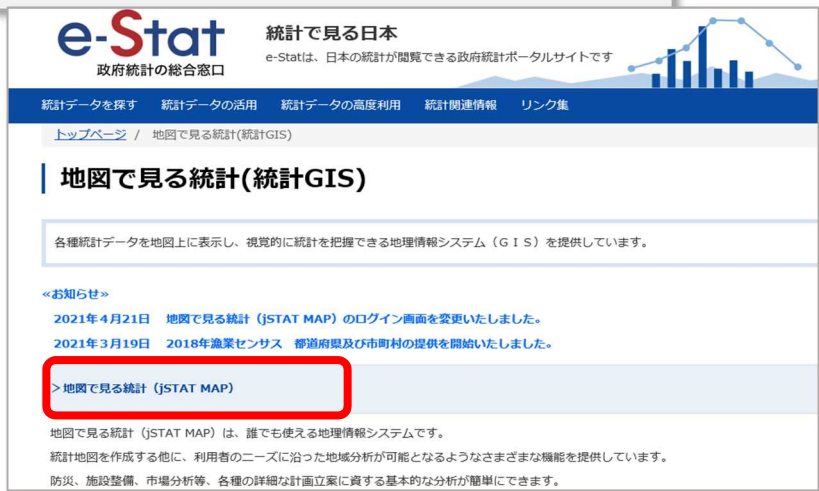 e-Stat
政府統計の総合窓口
統計で見る日本
e-Statは、日本の統計が閲覧できる政府統計ポータルサイトです
統計データを探す 統計データの活用 統計データの高度利用 統計関連情報 リンク集
トップページ / 地図で見る統計(統計GIS)
地図で見る統計(統計GIS)
各種統計データを地図上に表示し、視覚的に統計を把握できる地理情報システム（ＧＩＳ）を提供しています。
«お知らせ»
2021年4月21日 地図で見る統計（jSTAT MAP）のログイン画面を変更いたしました。
2021年3月19日 2018年漁業センサス 都道府県及び市町村の提供を開始いたしました。
>地図で見る統計（jSTAT MAP）
地図で見る統計（jSTAT MAP）は、誰でも使える地理情報システムです。
統計地図を作成する他に、利用者のニーズに沿った地域分析が可能となるようなさまざまな機能を提供しています。
防災、施設整備、市場分析等、各種の詳細な計画立案に資する基本的な分析が簡単にできます。